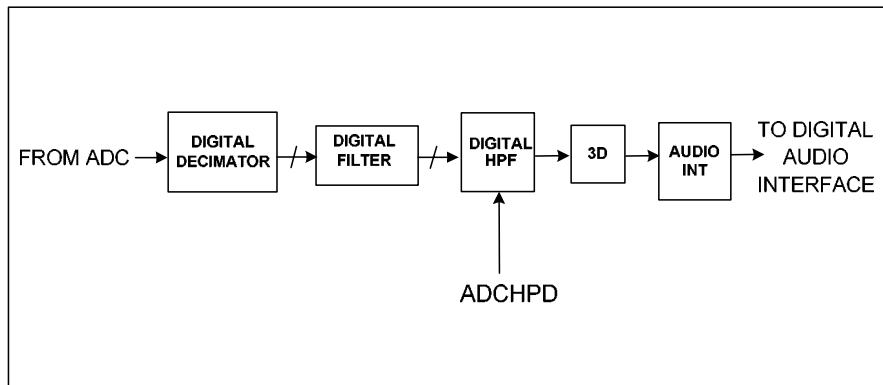 FROM ADC
DIGITAL
DECIMATOR
DIGITAL
FILTER
DIGITAL
HPF
3D
AUDIO
INT
TO DIGITAL
AUDIO
INTERFACE
ADCHPD